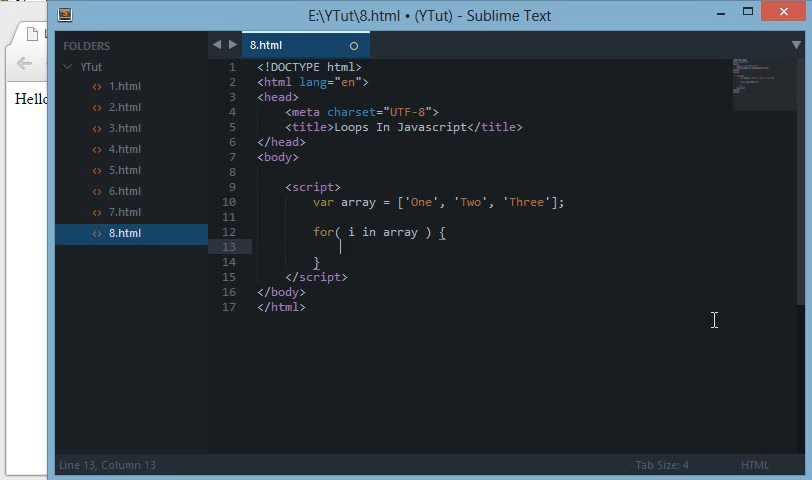 E:\YTut\8.html • (YTut) - Sublime Text
Hello
FOLDERS
YTut
1.html
2.html
3.html
4.html
5.html
6.html
7.html
8.html
8.html
1 <!DOCTYPE html>
2 <html lang="en">
3 <head>
4 <meta charset="UTF-8">
5 <title>Loops In Javascript</title>
6 </head>
7 <body>
8
9 <script>
10 var array = ['One', 'Two', 'Three'];
11
12 for( i in array ) {
13
14 }
15 </script>
16 </body>
17 </html>
Line 13, Column 13
Tab Size: 4
HTML